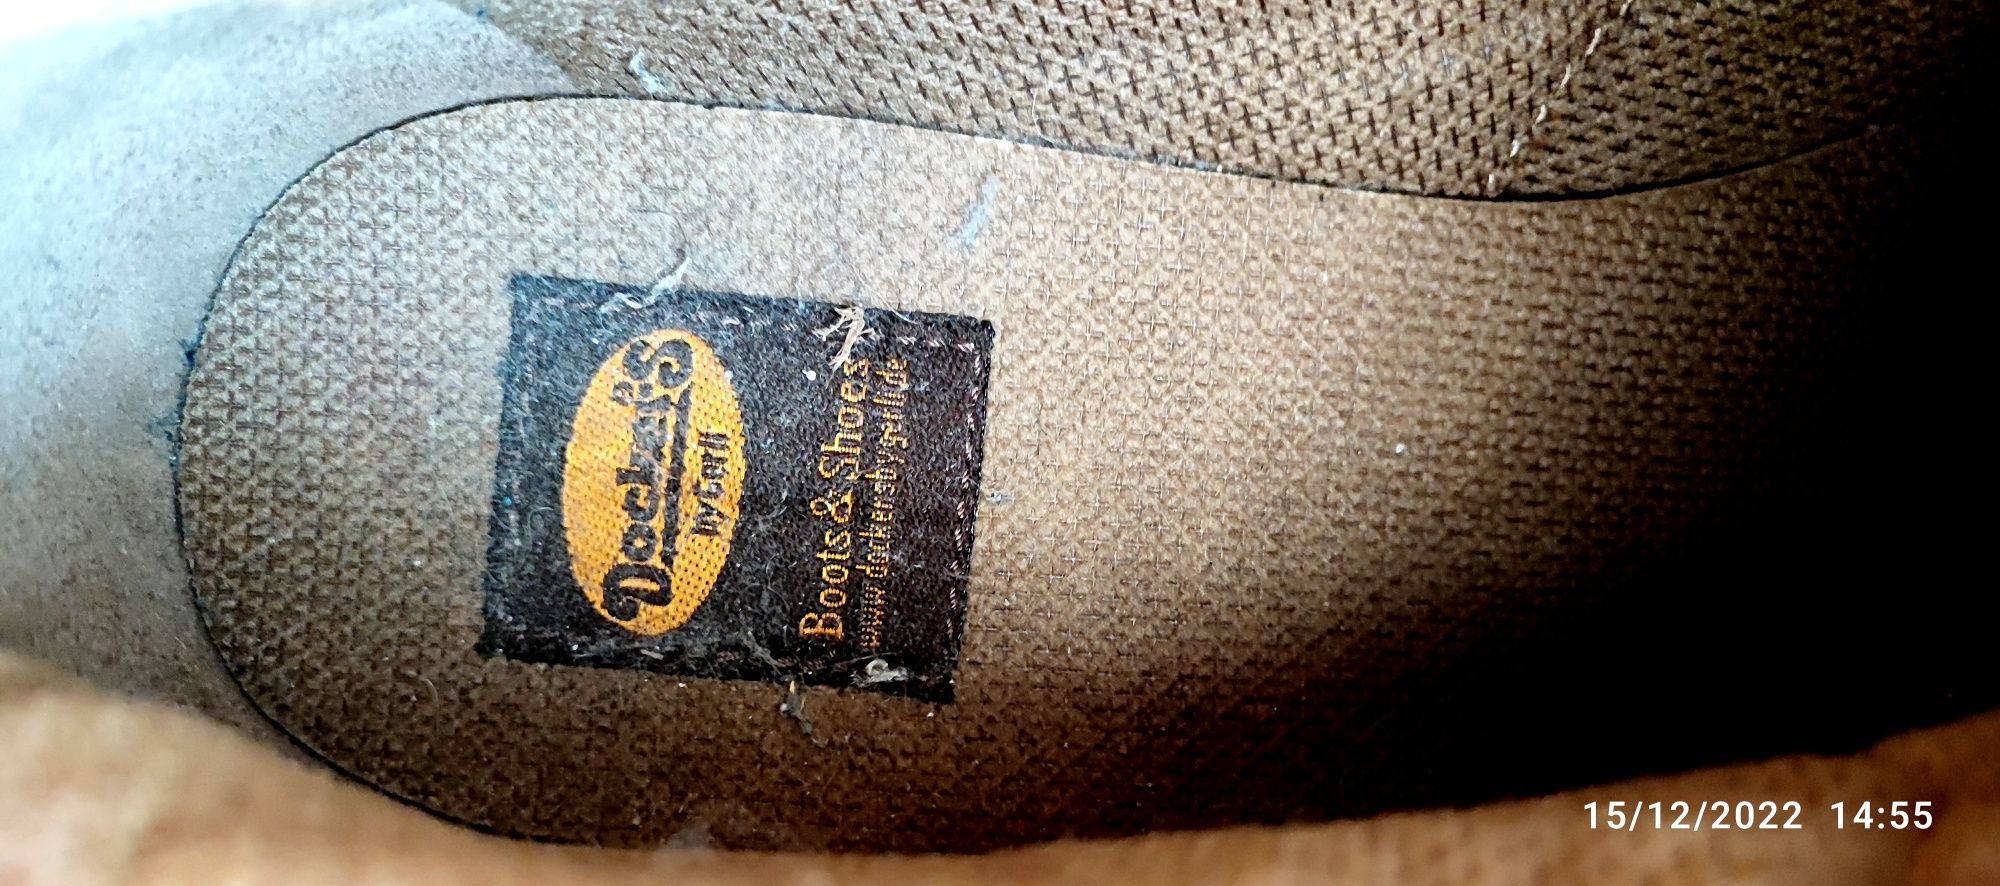 Dockers
by Gerli
Boots&Shoes
www.dockersbygerli.de
15/12/2022 14:55